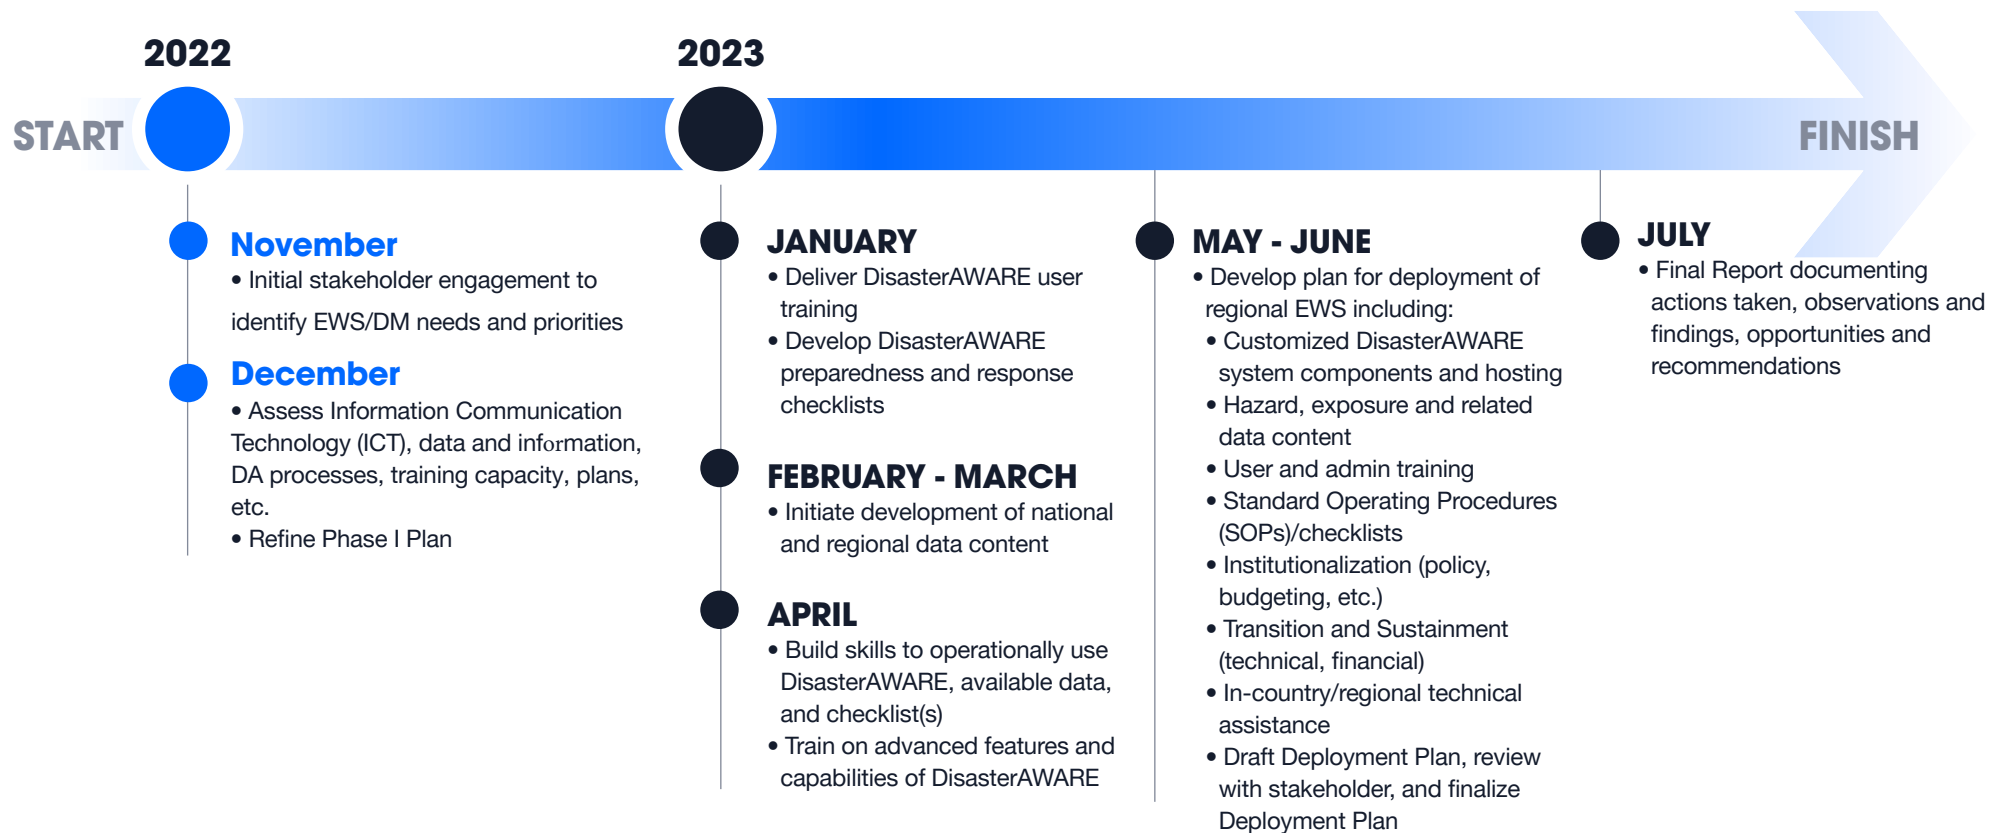 2022
2023
START
FINISH
November
• Initial stakeholder engagement to
identify EWS/DM needs and priorities
December
• Assess Information Communication
Technology (ICT), data and information,
DA processes, training capacity, plans,
etc.
• Refine Phase I Plan
JANUARY
• Deliver DisasterAWARE user
training
• Develop DisasterAWARE
preparedness and response
checklists
FEBRUARY - MARCH
• Initiate development of national
and regional data content
APRIL
• Build skills to operationally use
DisasterAWARE, available data,
and checklist(s)
• Train on advanced features and
capabilities of DisasterAWARE
MAY - JUNE
• Develop plan for deployment of
regional EWS including:
• Customized DisasterAWARE
system components and hosting
• Hazard, exposure and related
data content
• User and admin training
• Standard Operating Procedures
(SOPs)/checklists
• Institutionalization (policy,
budgeting, etc.)
• Transition and Sustainment
(technical, financial)
• In-country/regional technical
assistance
• Draft Deployment Plan, review
with stakeholder, and finalize
Deployment Plan
JULY
• Final Report documenting
actions taken, observations and
findings, opportunities and
recommendations